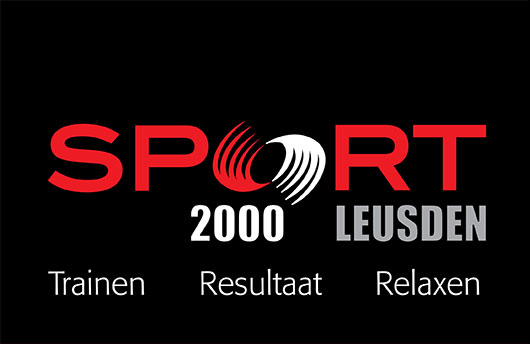 SPORT
2000 LEUSDEN
Trainen Resultaat Relaxen